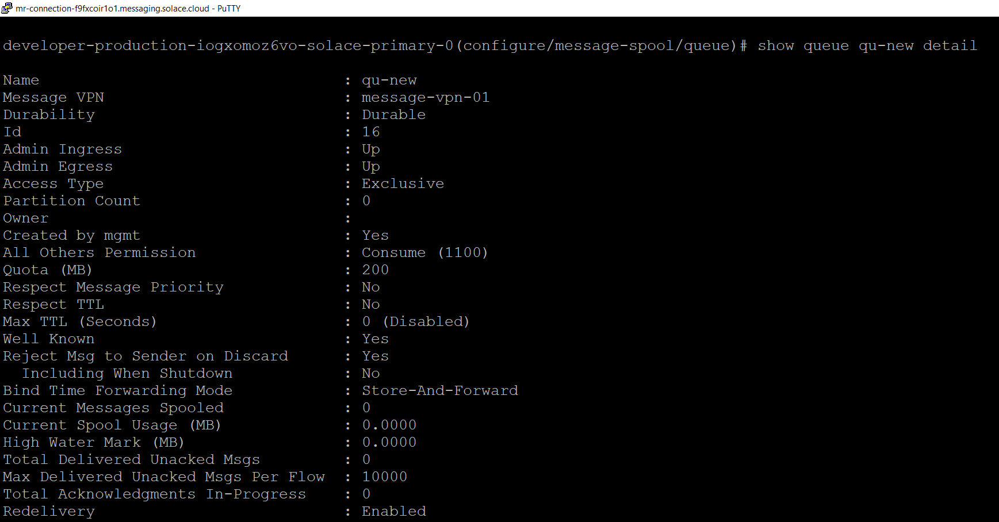 mr-connection-f9fxcoir1o1.messaging.solace.cloud - PuTTY
developer-production-iogxomoz6vo-solace-primary-0(configure/message-spool/queue)# show queue qu-new detail
Name : qu-new
Message VPN : message-vpn-01
Durability : Durable
Id : 16
Admin Ingress : Up
Admin Egress : Up
Access Type : Exclusive
Partition Count : 0
Owner :
Created by mgmt : Yes
All Others Permission : Consume (1100)
Quota (MB) : 200
Respect Message Priority : No
Respect TTL : No
Max TTL (Seconds) : 0 (Disabled)
Well Known : Yes
Reject Msg to Sender on Discard : Yes
Including When Shutdown : No
Bind Time Forwarding Mode : Store-And-Forward
Current Messages Spooled : 0
Current Spool Usage (MB) : 0.0000
High Water Mark (MB) : 0.0000
Total Delivered Unacked Msgs : 0
Max Delivered Unacked Msgs Per Flow : 10000
Total Acknowledgments In-Progress : 0
Redelivery : Enabled